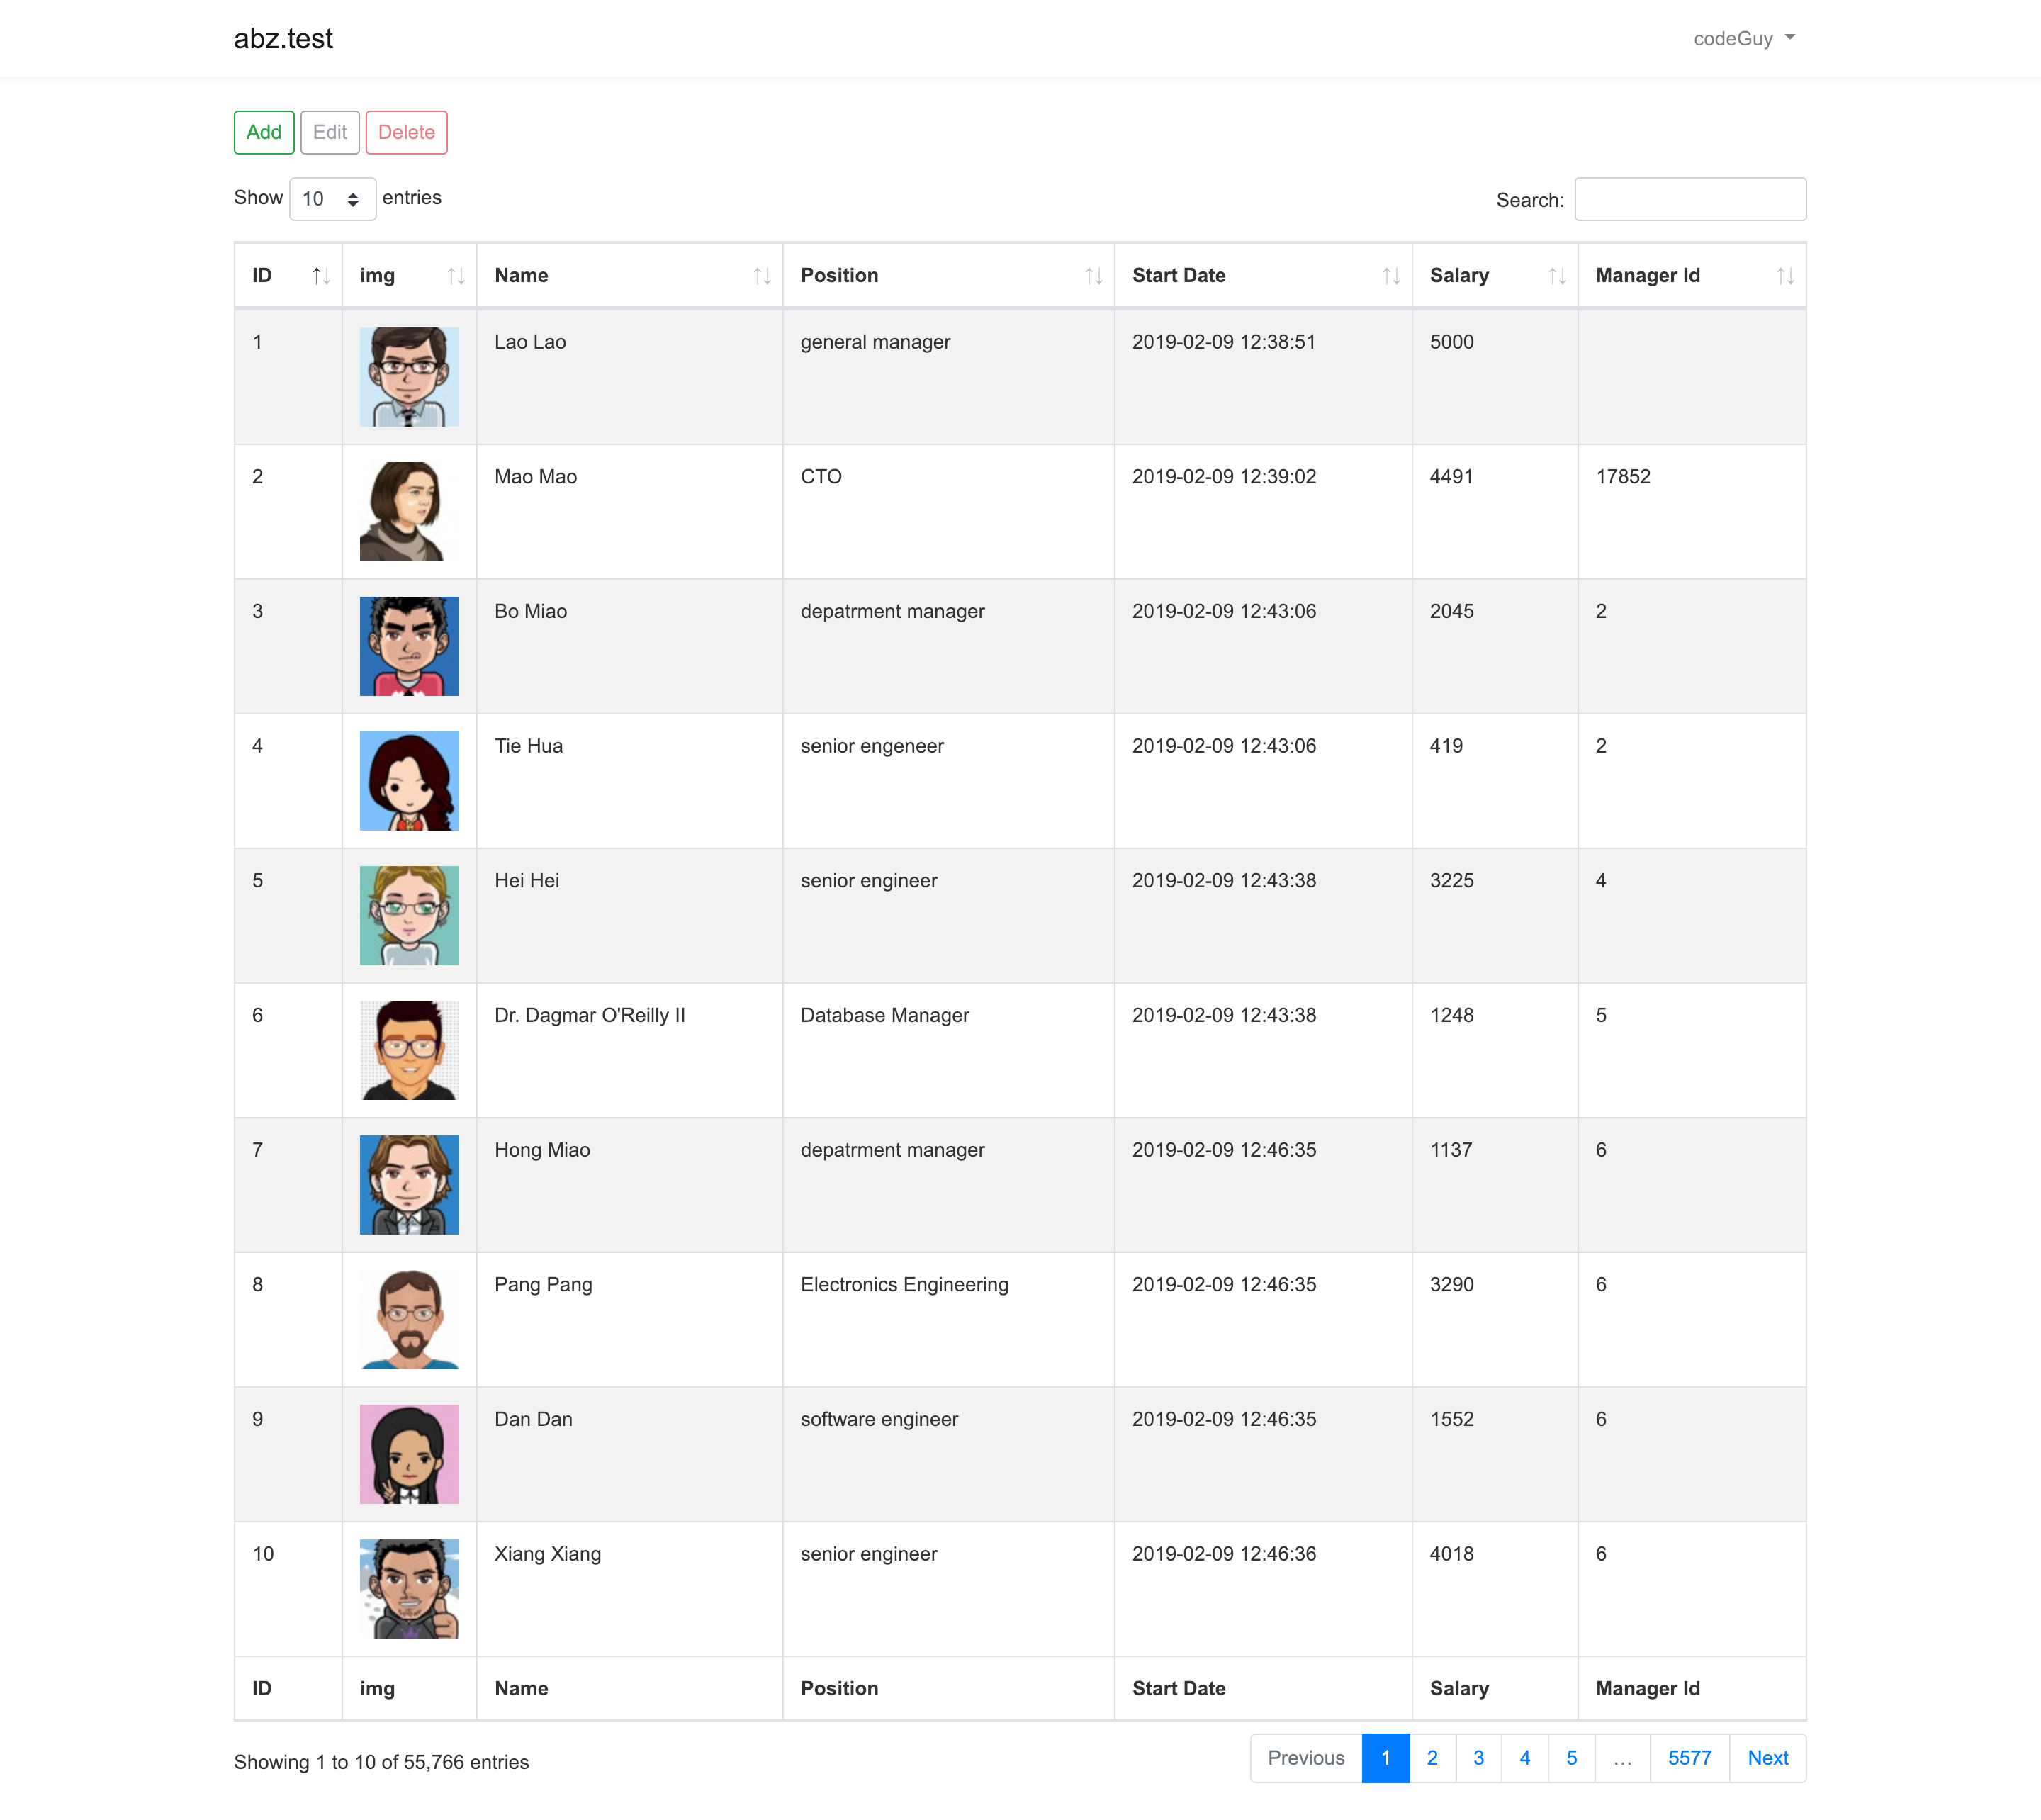 abz.test codeGuy
Add Edit Delete
Show 10 entries Search:
ID img Name Position Start Date Salary Manager Id
1 Lao Lao general manager 2019-02-09 12:38:51 5000
2 Mao Mao CTO 2019-02-09 12:39:02 4491 17852
3 Bo Miao depatrment manager 2019-02-09 12:43:06 2045 2
4 Tie Hua senior engeneer 2019-02-09 12:43:06 419 2
5 Hei Hei senior engineer 2019-02-09 12:43:38 3225 4
6 Dr. Dagmar O'Reilly II Database Manager 2019-02-09 12:43:38 1248 5
7 Hong Miao depatrment manager 2019-02-09 12:46:35 1137 6
8 Pang Pang Electronics Engineering 2019-02-09 12:46:35 3290 6
9 Dan Dan software engineer 2019-02-09 12:46:35 1552 6
10 Xiang Xiang senior engineer 2019-02-09 12:46:36 4018 6
ID img Name Position Start Date Salary Manager Id
Showing 1 to 10 of 55,766 entries Previous 1 2 3 4 5 … 5577 Next